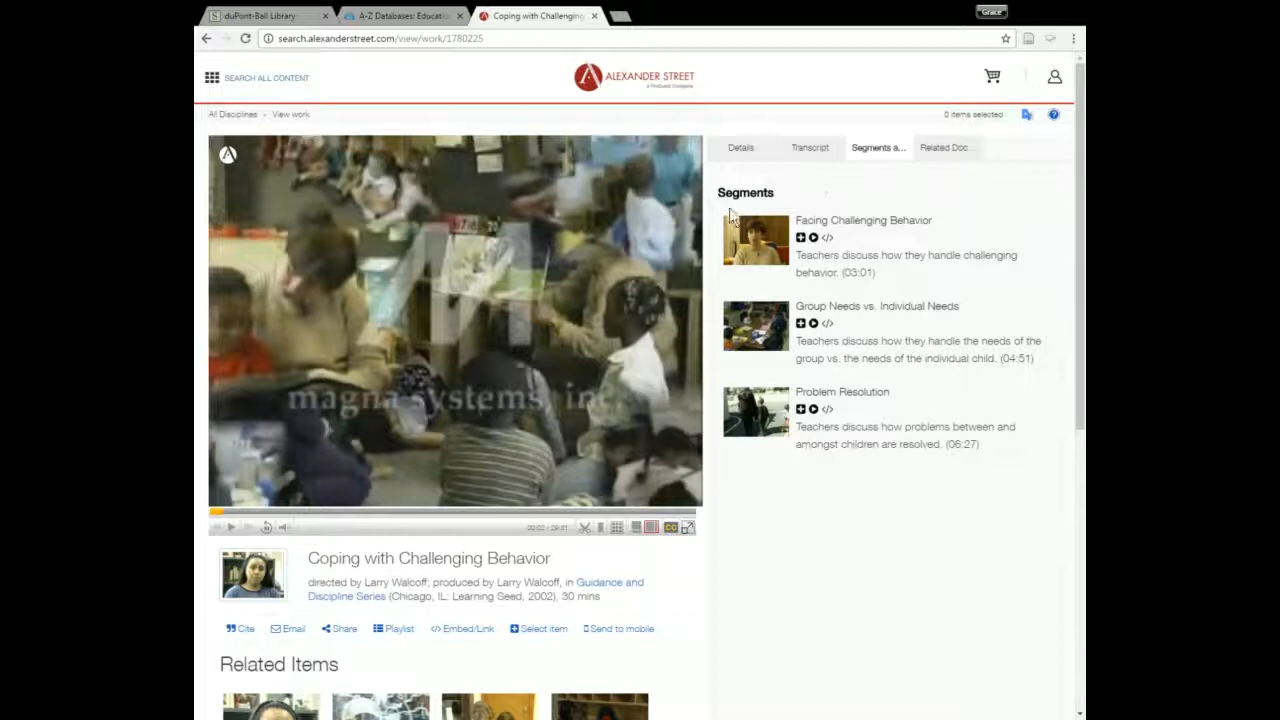 duPont-Ball Library
A-Z Databases: Educatio
Coping with Challenging
Grace
search.alexanderstreet.com/view/work/1780225
SEARCH ALL CONTENT
ALEXANDER STREET
a ProQuest Company
All Disciplines
View work
0 items selected
Details
Transcript
Segments a...
Related Doc...
magna systems, inc.
Segments
Facing Challenging Behavior
Teachers discuss how they handle challenging
behavior. (03:01)
Group Needs vs. Individual Needs
Teachers discuss how they handle the needs of the
group vs. the needs of the individual child. (04:51)
Problem Resolution
Teachers discuss how problems between and
amongst children are resolved. (06:27)
CC
Coping with Challenging Behavior
directed by Larry Walcoff; produced by Larry Walcoff, in Guidance and
Discipline Series (Chicago, IL: Learning Seed, 2002), 30 mins
Cite
Email
Share
Playlist
Embed/Link
Select item
Send to mobile
Related Items